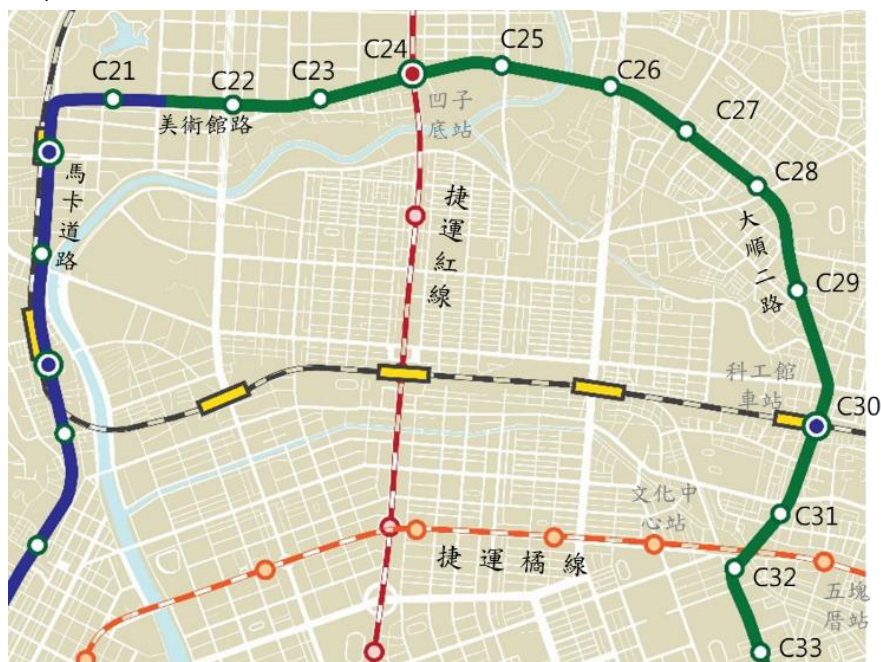 C24
C25
C21
C22
C23
C26
凹子
底站
美術館路
C27
馬卡道路
C28
捷運紅線
大順二路
C29
科工館
車站
C30
文化中
心站
C31
捷運橘線
C32
五塊
厝站
C33